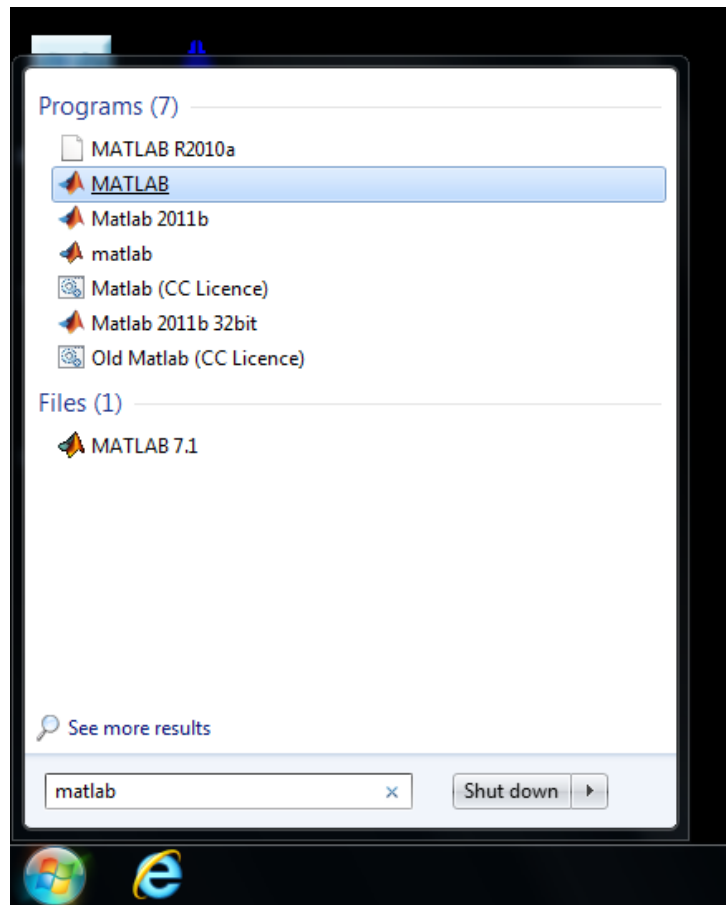 Programs (7)
MATLAB R2010a
MATLAB
Matlab 2011b
matlab
Matlab (CC Licence)
Matlab 2011b 32bit
Old Matlab (CC Licence)
Files (1)
MATLAB 7.1
See more results
matlab
Shut down